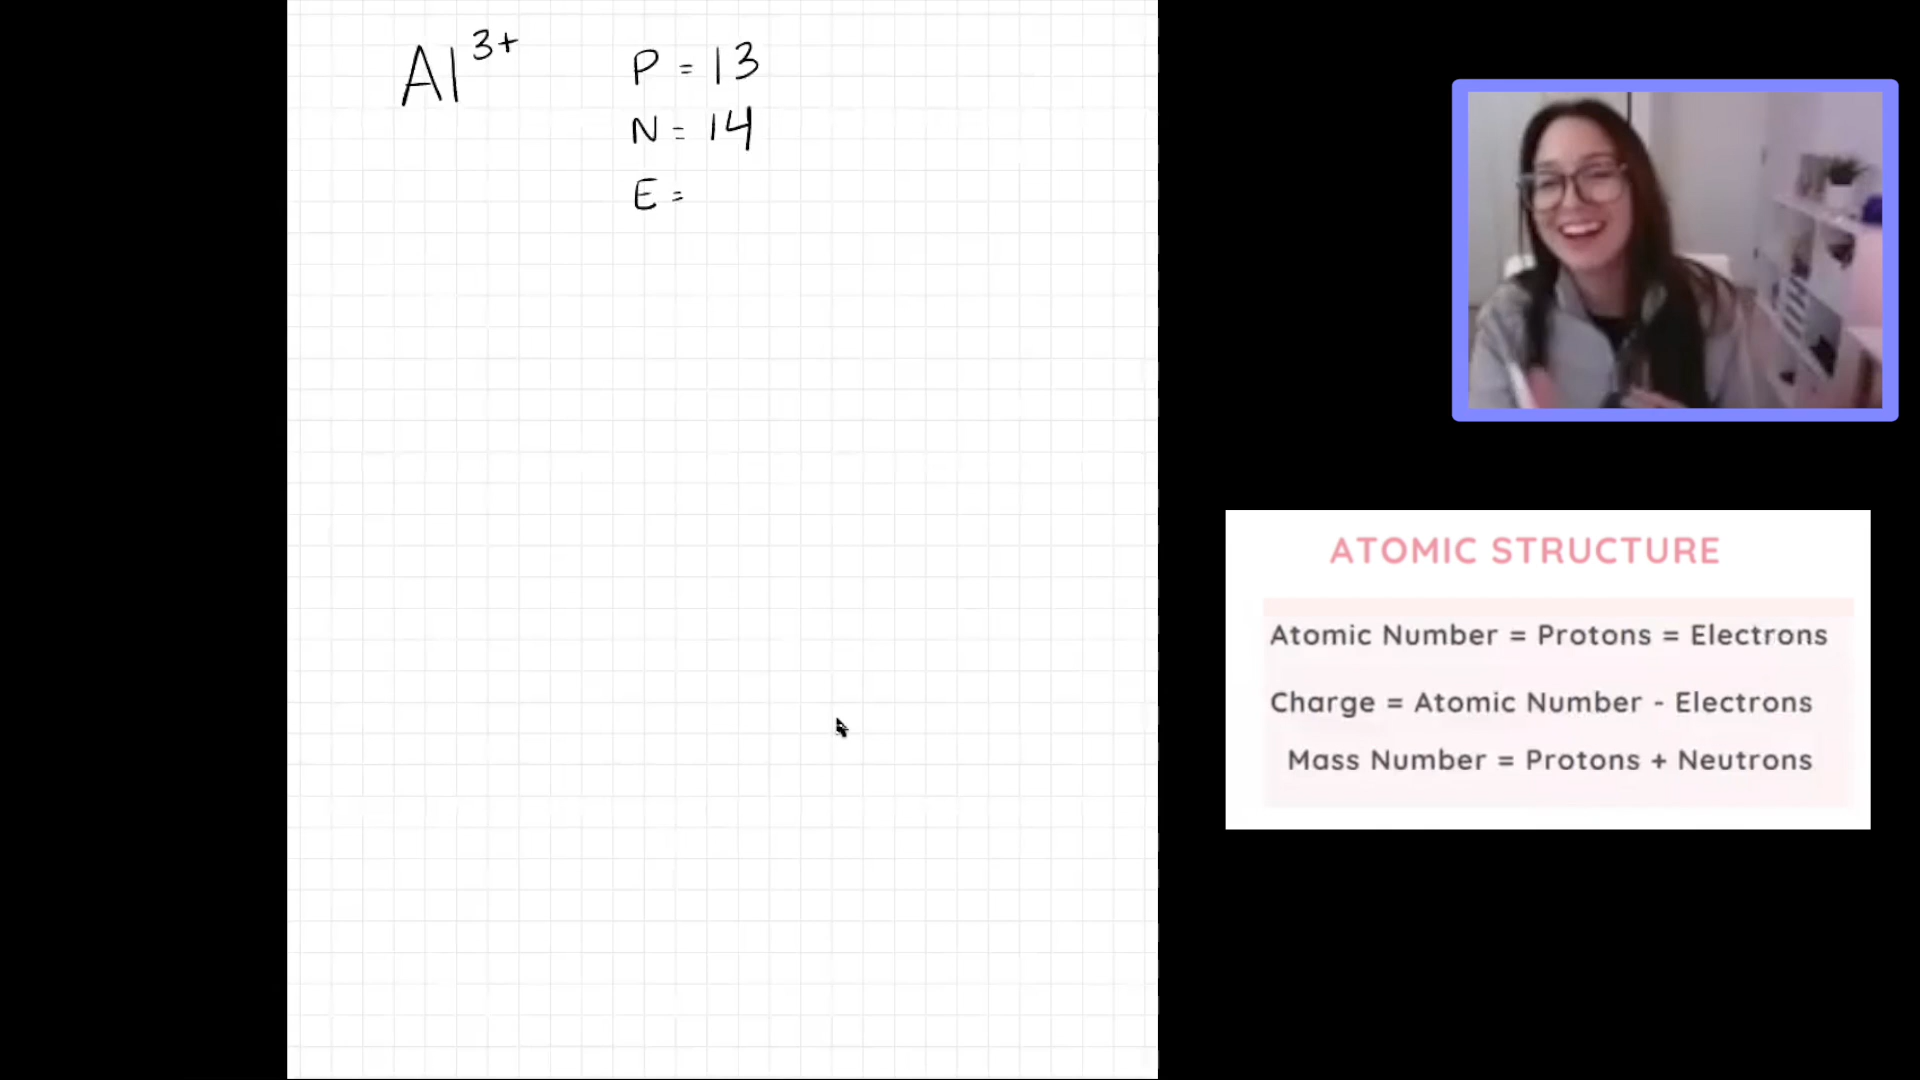 Al³⁺
P = 13
N = 14
E =
ATOMIC STRUCTURE
Atomic Number = Protons = Electrons
Charge = Atomic Number - Electrons
Mass Number = Protons + Neutrons